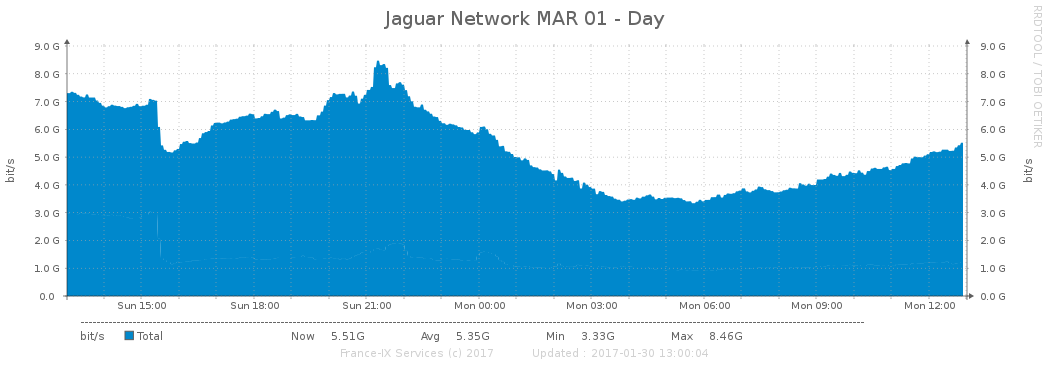 Jaguar Network MAR 01 - Day
RRDTOOL / TOBI OETIKER
bit/s
9.0 G
8.0 G
7.0 G
6.0 G
5.0 G
4.0 G
3.0 G
2.0 G
1.0 G
0.0
9.0 G
8.0 G
7.0 G
6.0 G
5.0 G
4.0 G
3.0 G
2.0 G
1.0 G
0.0 G
bit/s
Sun 15:00 Sun 18:00 Sun 21:00 Mon 00:00 Mon 03:00 Mon 06:00 Mon 09:00 Mon 12:00
bit/s Total Now 5.51G Avg 5.35G Min 3.33G Max 8.46G
France-IX Services (c) 2017 Updated : 2017-01-30 13:00:04